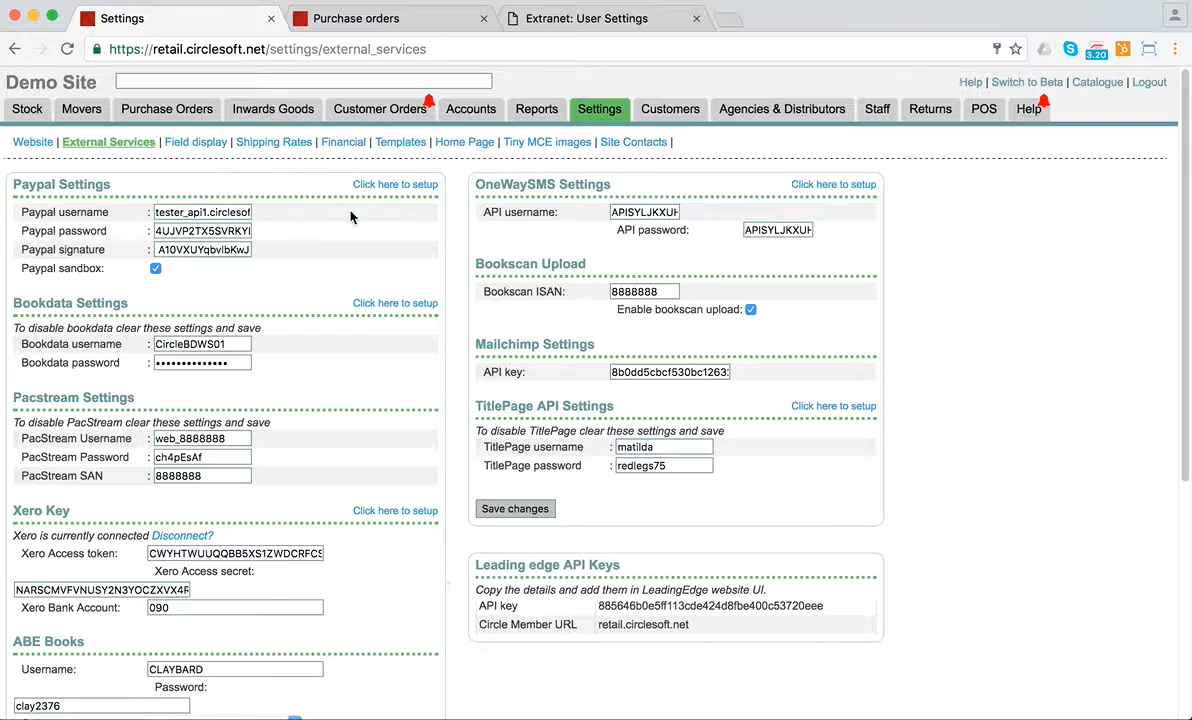 Settings
Purchase orders
Extranet: User Settings
https://retail.circlesoft.net/settings/external_services
3.20
Demo Site
Help | Switch to Beta | Catalogue | Logout
Stock Movers Purchase Orders Inwards Goods Customer Orders Accounts Reports Settings Customers Agencies & Distributors Staff Returns POS Help
Website | External Services | Field display | Shipping Rates | Financial | Templates | Home Page | Tiny MCE images | Site Contacts |
Paypal Settings Click here to setup
Paypal username : tester_api1.circlesof
Paypal password : 4UJVP2TX5SVRKYI
Paypal signature : A10VXUYqbvIbKwJ
Paypal sandbox:
Bookdata Settings Click here to setup
To disable bookdata clear these settings and save
Bookdata username : CircleBDWS01
Bookdata password : ••••••••••••••
Pacstream Settings
To disable PacStream clear these settings and save
PacStream Username : web_8888888
PacStream Password : ch4pEsAf
PacStream SAN : 8888888
Xero Key Click here to setup
Xero is currently connected Disconnect?
Xero Access token: CWYHTWUUQQBB5XS1ZWDCRFCS
Xero Access secret:
NARSCMVFVNUSY2N3YOCZXVX4F
Xero Bank Account: 090
ABE Books
Username: CLAYBARD
Password:
clay2376
OneWaySMS Settings Click here to setup
API username: APISYLJKXUH
API password: APISYLJKXUH
Bookscan Upload
Bookscan ISAN: 8888888
Enable bookscan upload:
Mailchimp Settings
API key: 8b0dd5cbcf530bc1263:
TitlePage API Settings Click here to setup
To disable TitlePage clear these settings and save
TitlePage username : matilda
TitlePage password : redlegs75
Save changes
Leading edge API Keys
Copy the details and add them in LeadingEdge website UI.
API key 885646b0e5ff113cde424d8fbe400c53720eee
Circle Member URL retail.circlesoft.net